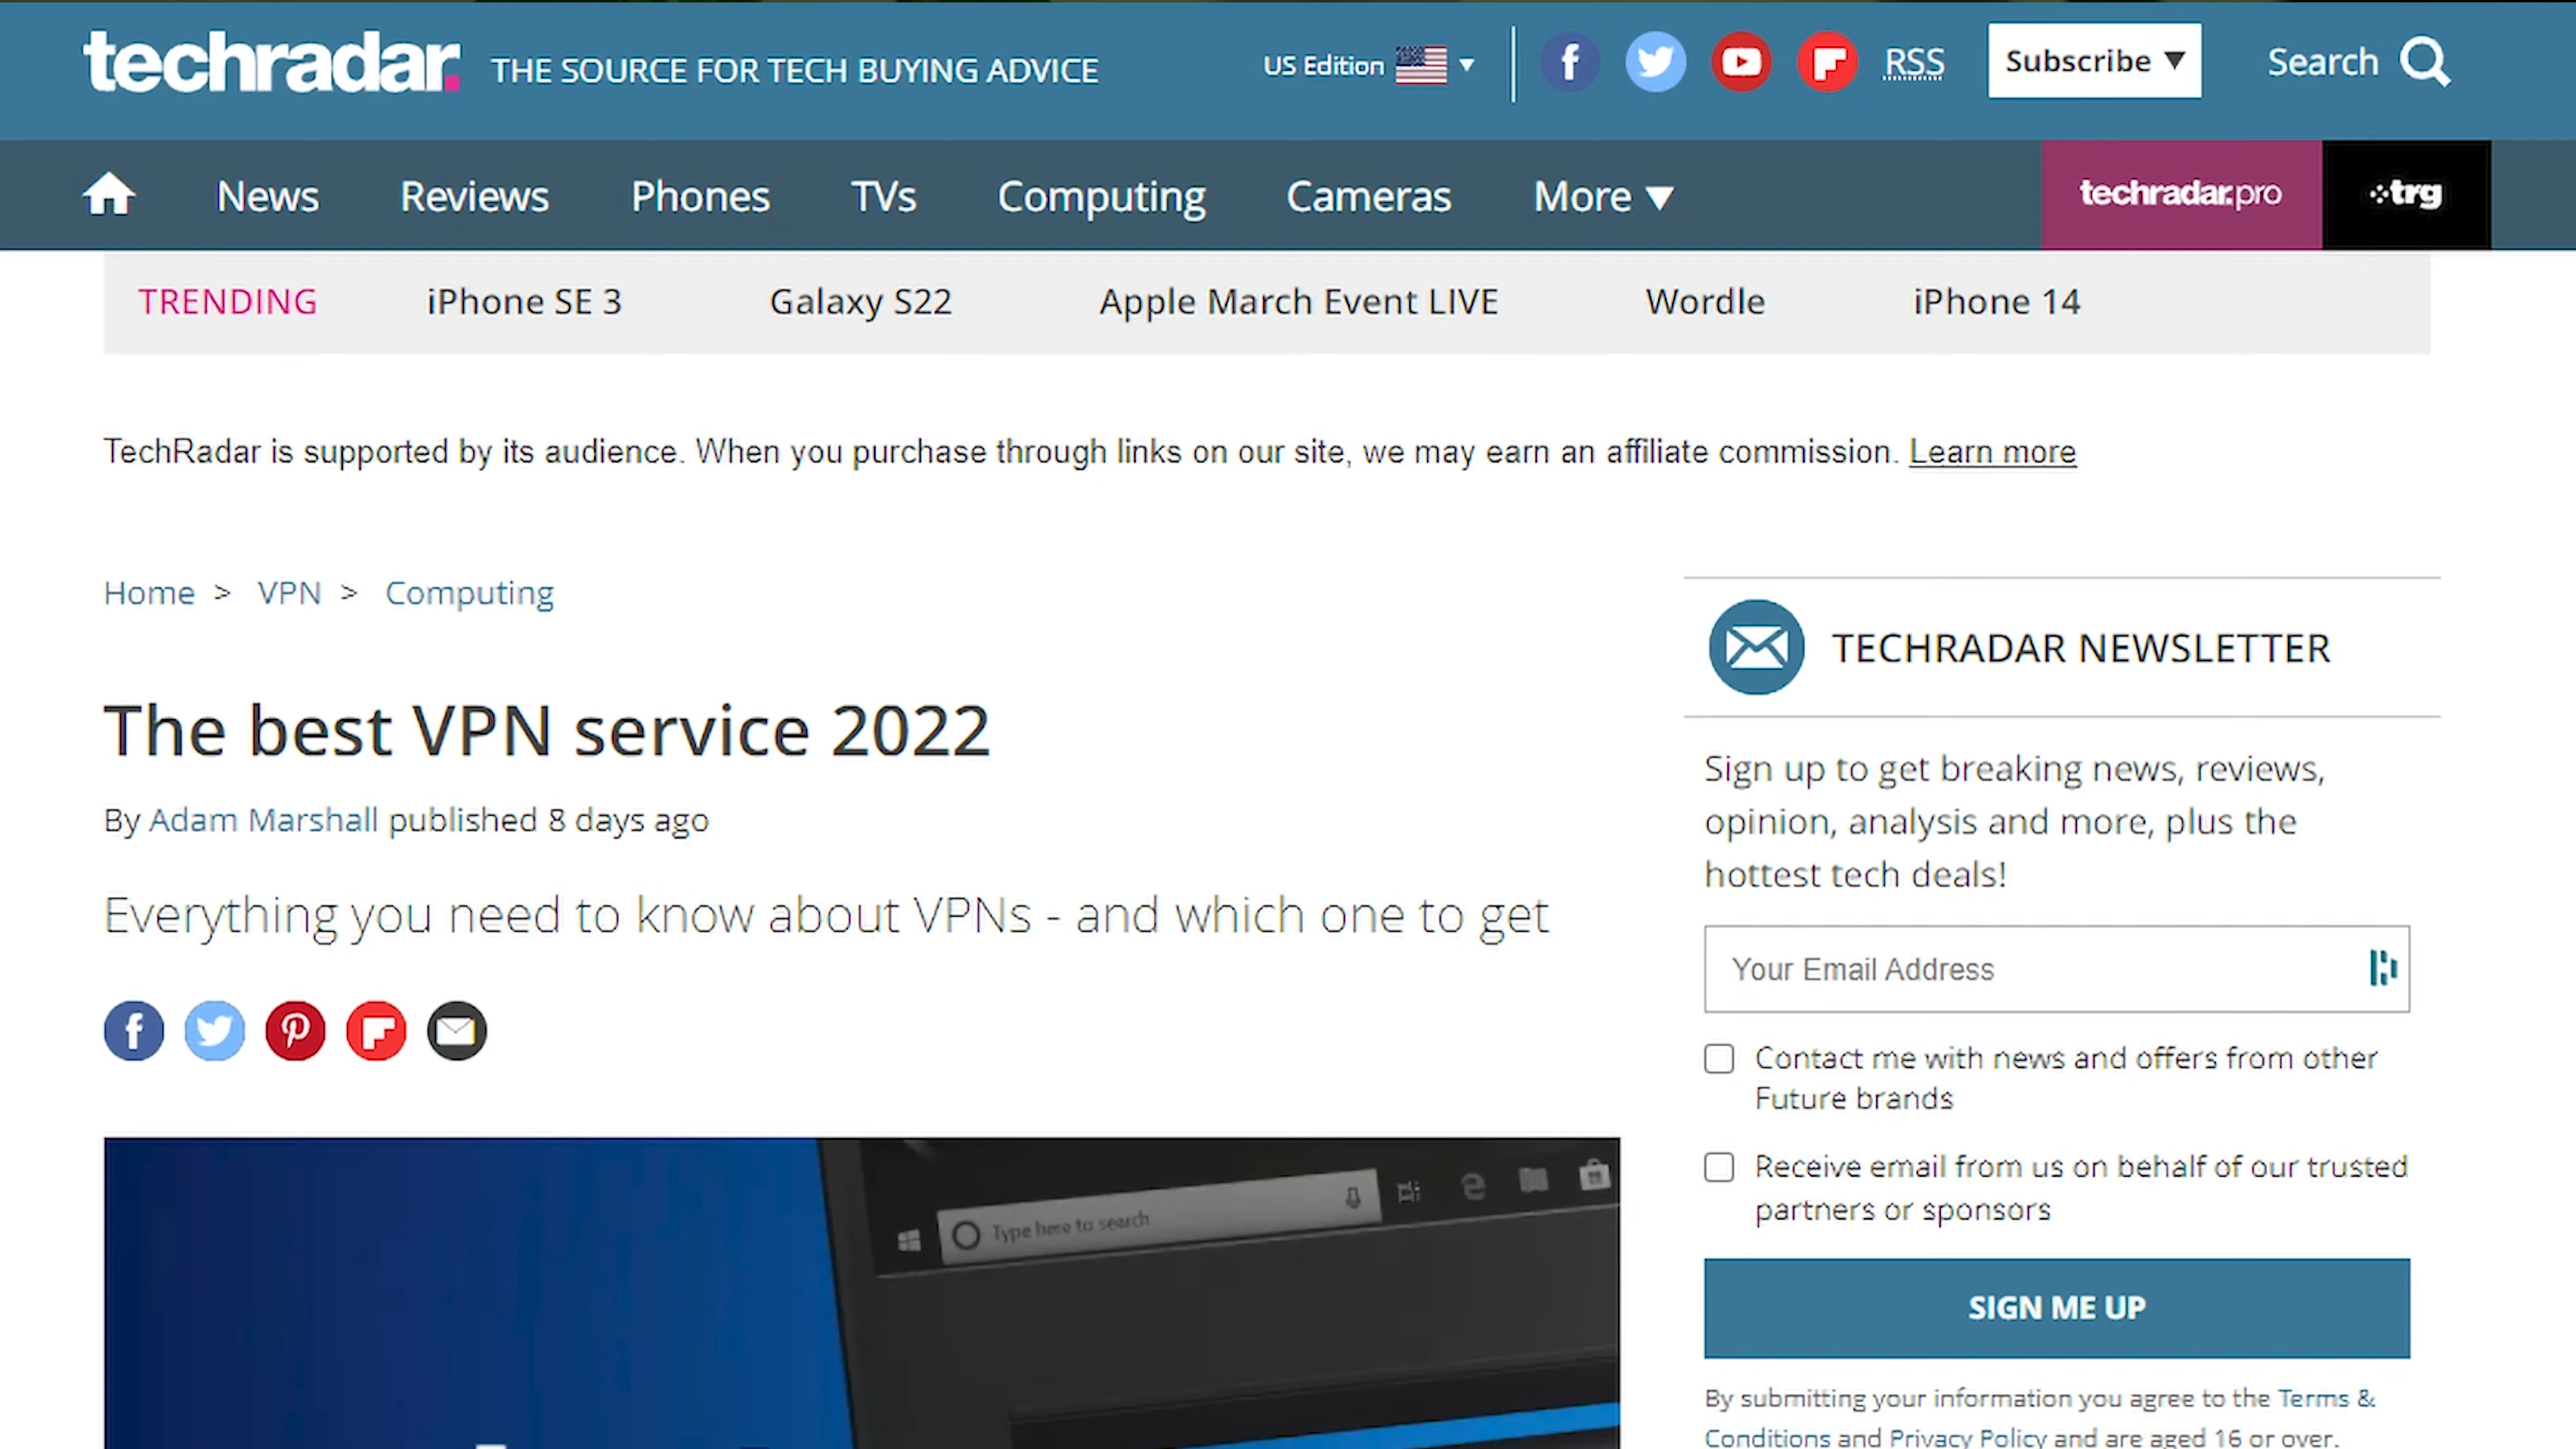 techradar.
THE SOURCE FOR TECH BUYING ADVICE
US Edition
RSS
Subscribe
Search
News
Reviews
Phones
TVs
Computing
Cameras
More
techradar.pro
trg
TRENDING
iPhone SE 3
Galaxy S22
Apple March Event LIVE
Wordle
iPhone 14
TechRadar is supported by its audience. When you purchase through links on our site, we may earn an affiliate commission. Learn more
Home > VPN > Computing
The best VPN service 2022
By Adam Marshall published 8 days ago
Everything you need to know about VPNs - and which one to get
Type here to search
TECHRADAR NEWSLETTER
Sign up to get breaking news, reviews,
opinion, analysis and more, plus the
hottest tech deals!
Your Email Address
Contact me with news and offers from other
Future brands
Receive email from us on behalf of our trusted
partners or sponsors
SIGN ME UP
By submitting your information you agree to the Terms &
Conditions and Privacy Policy and are aged 16 or over.